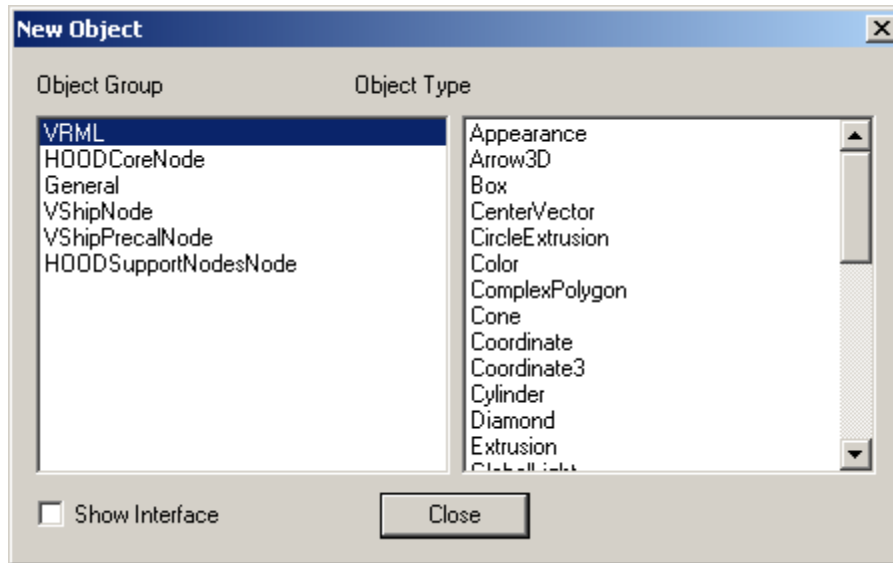 New Object
Object Group
Object Type
VRML
HOODCoreNode
General
VShipNode
VShipPrecalNode
HOODSupportNodesNode
Appearance
Arrow3D
Box
CenterVector
CircleExtrusion
Color
ComplexPolygon
Cone
Coordinate
Coordinate3
Cylinder
Diamond
Extrusion
GlobalLight
Show Interface
Close